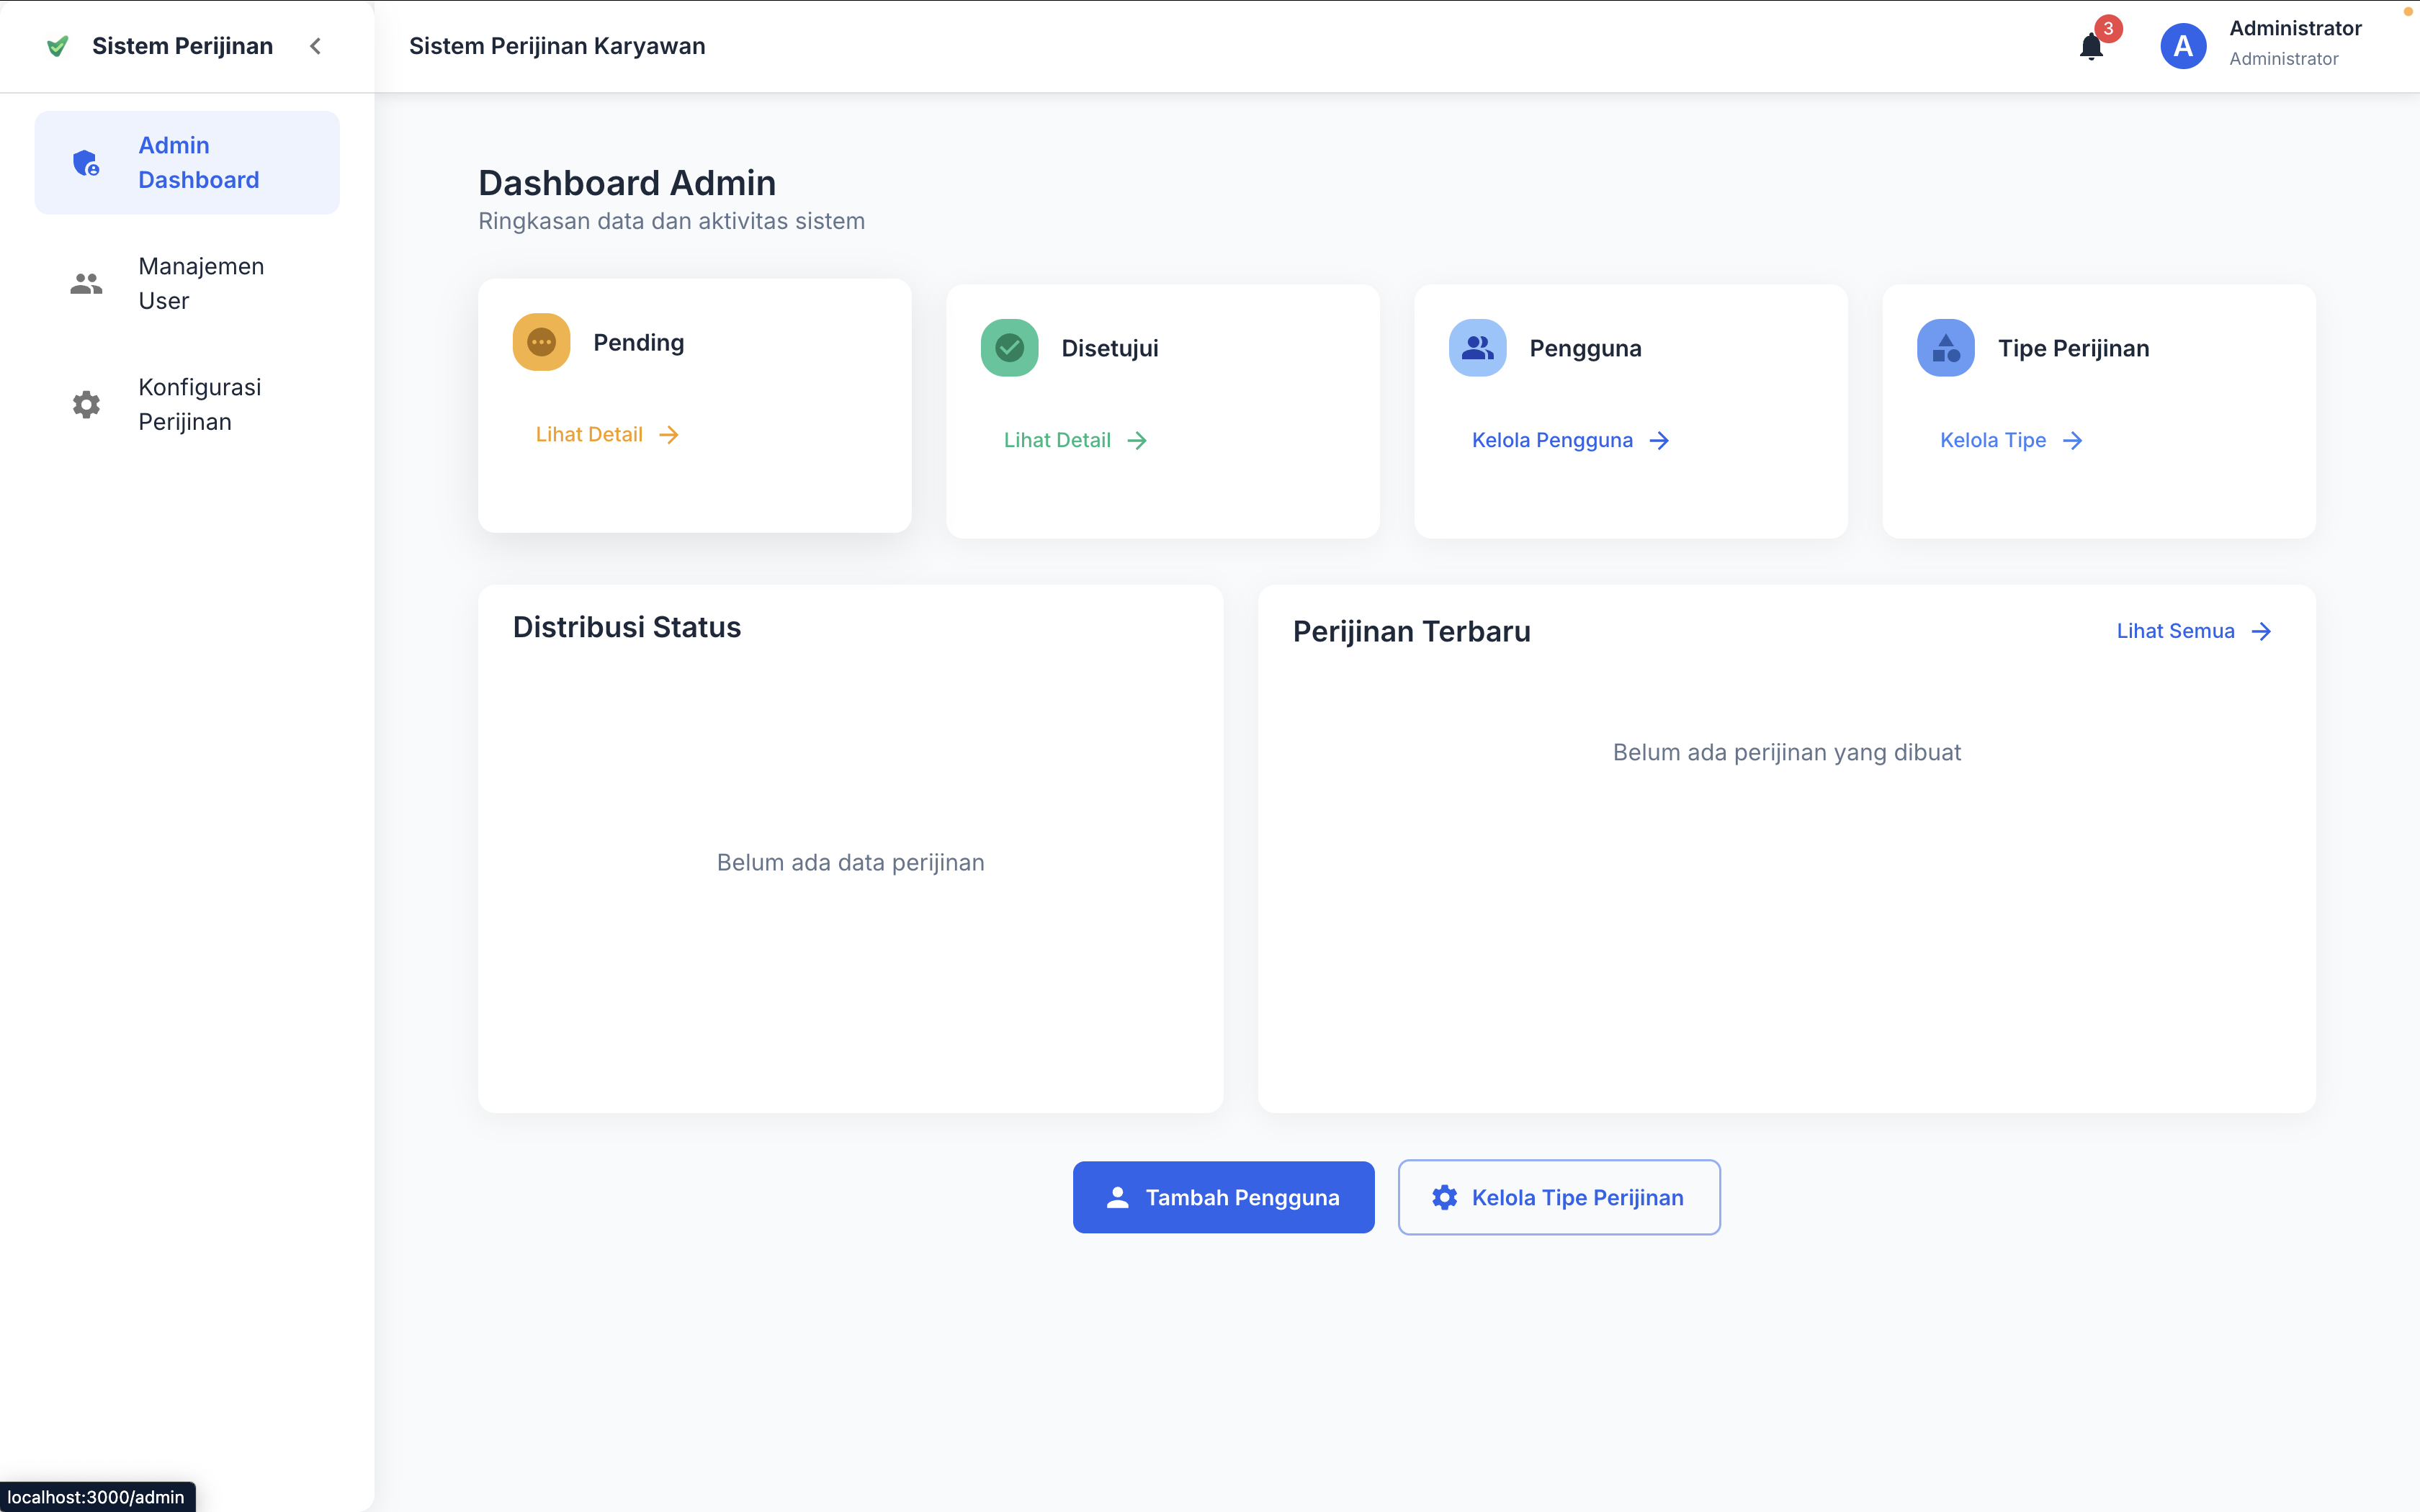 Sistem Perijinan
Sistem Perijinan Karyawan
3
A
Administrator
Administrator
Admin
Dashboard
Manajemen
User
Konfigurasi
Perijinan
Dashboard Admin
Ringkasan data dan aktivitas sistem
Pending
Lihat Detail
Disetujui
Lihat Detail
Pengguna
Kelola Pengguna
Tipe Perijinan
Kelola Tipe
Distribusi Status
Belum ada data perijinan
Perijinan Terbaru
Lihat Semua
Belum ada perijinan yang dibuat
Tambah Pengguna
Kelola Tipe Perijinan
localhost:3000/admin